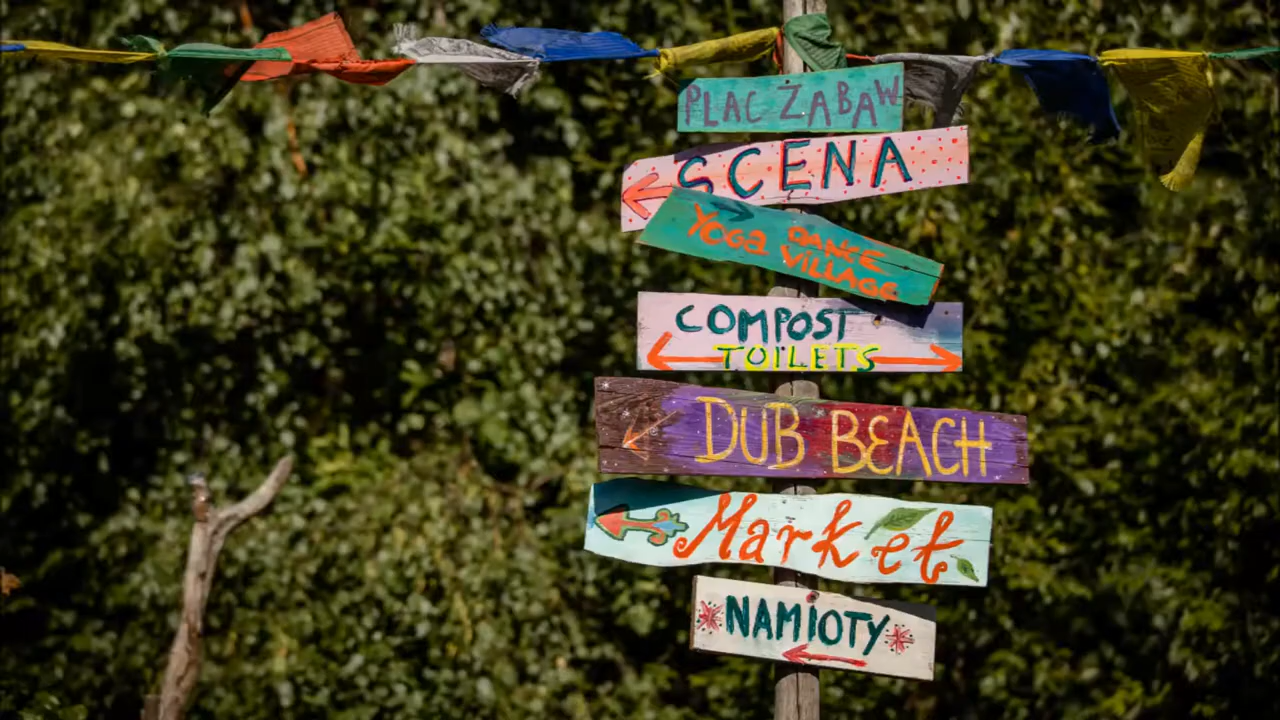 PLAC ZABAW
SCENA
YOGA DANCE
VILLAGE
COMPOST
TOILETS
DUB BEACH
Market
NAMIOTY